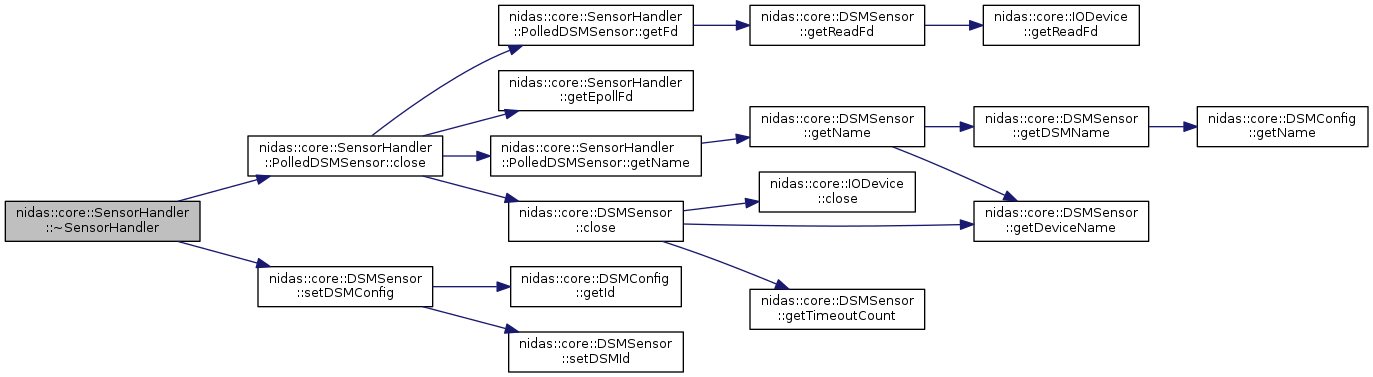 nidas::core::SensorHandler
::~SensorHandler
nidas::core::SensorHandler
::PolledDSMSensor::close
nidas::core::SensorHandler
::PolledDSMSensor::getFd
nidas::core::DSMSensor
::getReadFd
nidas::core::IODevice
::getReadFd
nidas::core::SensorHandler
::getEpollFd
nidas::core::SensorHandler
::PolledDSMSensor::getName
nidas::core::DSMSensor
::getName
nidas::core::DSMSensor
::getDSMName
nidas::core::DSMConfig
::getName
nidas::core::DSMSensor
::close
nidas::core::IODevice
::close
nidas::core::DSMSensor
::getDeviceName
nidas::core::DSMSensor
::getTimeoutCount
nidas::core::DSMSensor
::setDSMConfig
nidas::core::DSMConfig
::getId
nidas::core::DSMSensor
::setDSMId